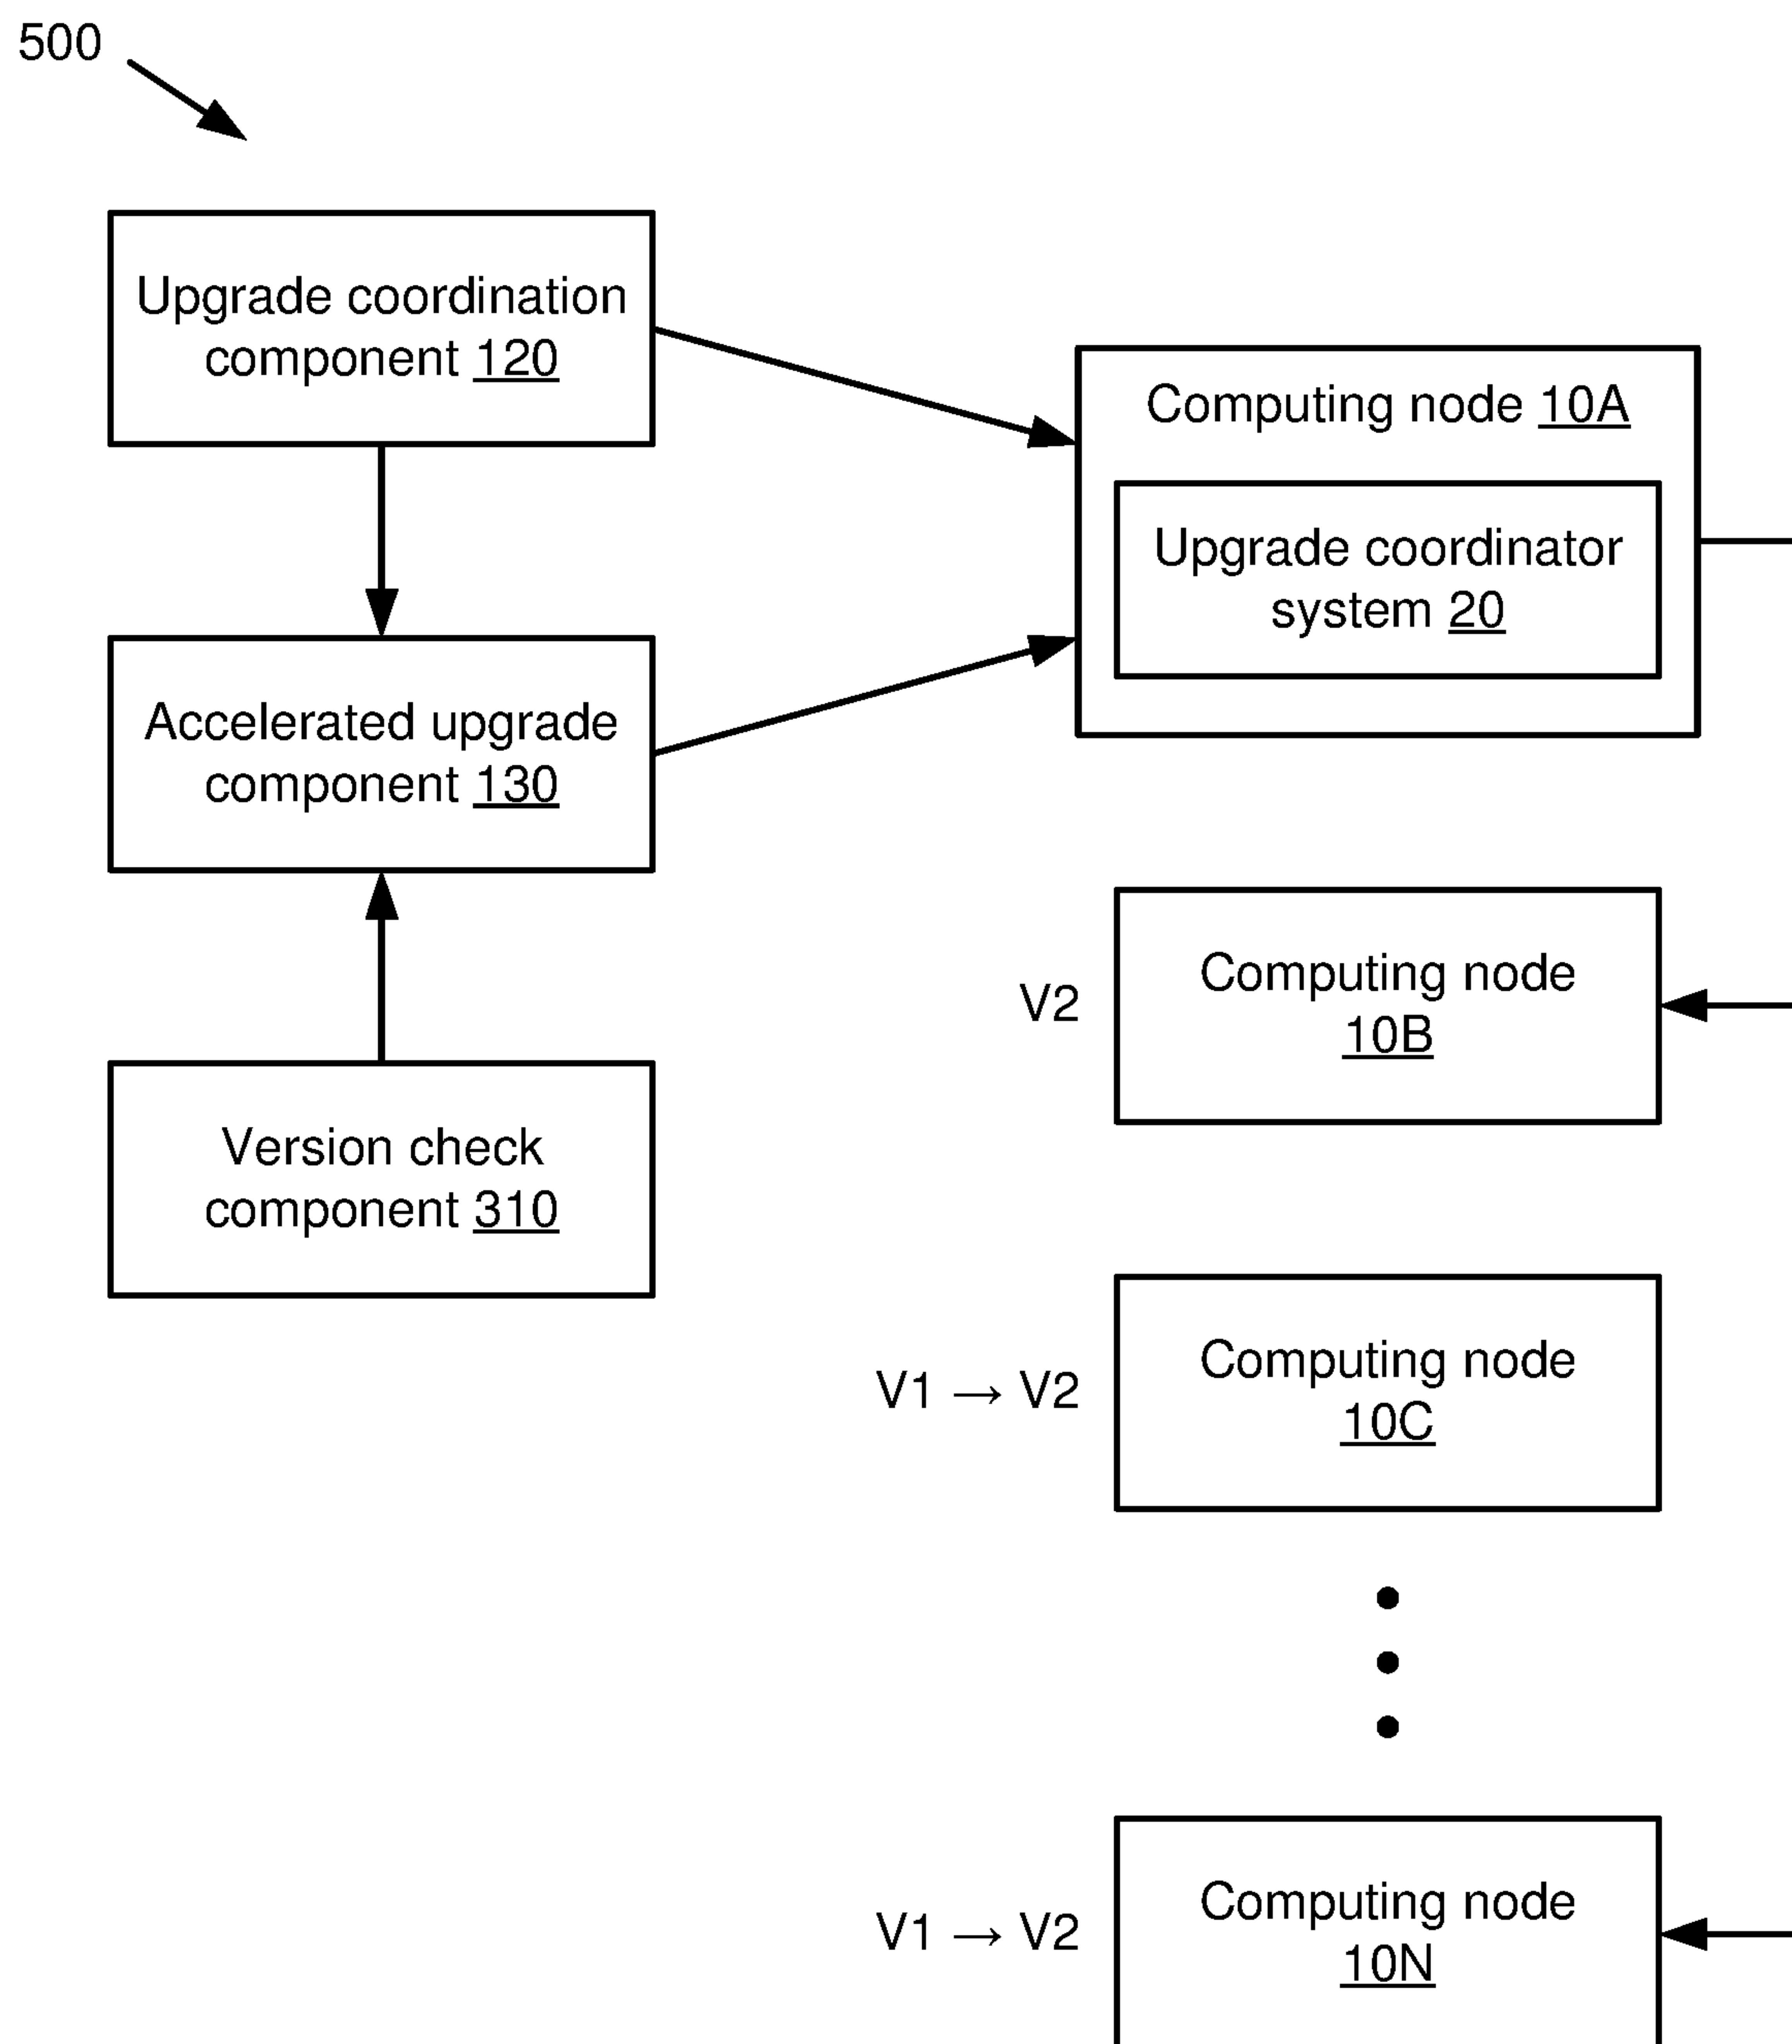 500
Upgrade coordination
component 120
Computing node 10A
Upgrade coordinator
system 20
Accelerated upgrade
component 130
V2
Computing node
10B
Version check
component 310
V1 → V2
Computing node
10C
V1 → V2
Computing node
10N